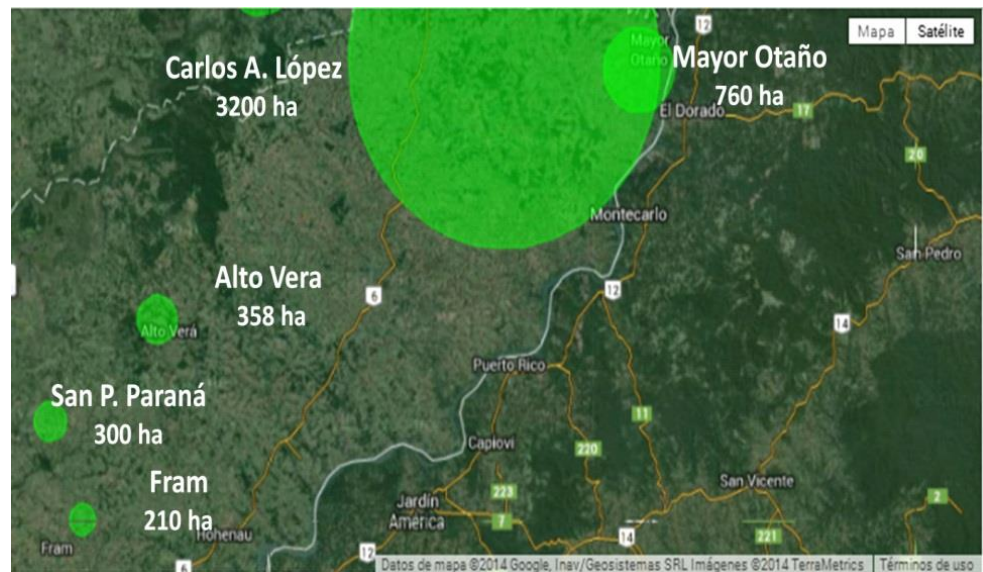 12
Mapa
Satélite
Carlos A. López
3200 ha
Mayor
Otaño
Mayor Otaño
760 ha
El Dorado
17
20
Montecarlo
San Pedro
Alto Vera
358 ha
6
12
14
Alto Verá
Puerto Rico
San P. Paraná
300 ha
11
Capiovi
220
Fram
210 ha
San Vicente
223
Jardín
América
7
2
Hohenau
14
221
Fram
12
6
Datos de mapa ©2014 Google, Inav/Geosistemas SRL Imágenes ©2014 TerraMetrics
Términos de uso